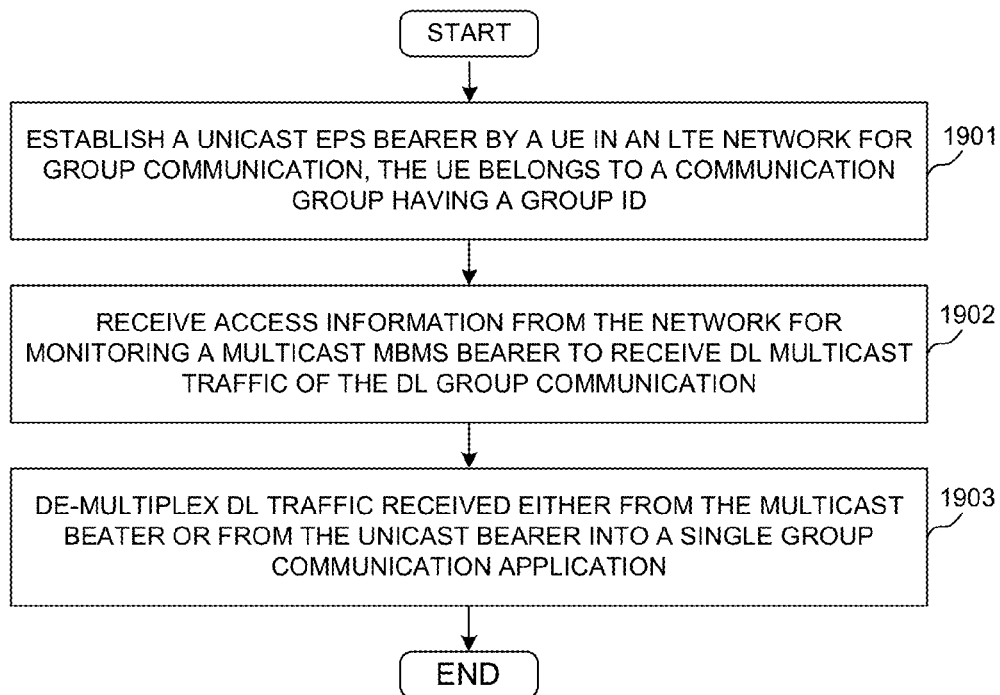 START
ESTABLISH A UNICAST EPS BEARER BY A UE IN AN LTE NETWORK FOR
GROUP COMMUNICATION, THE UE BELONGS TO A COMMUNICATION
GROUP HAVING A GROUP ID
1901
RECEIVE ACCESS INFORMATION FROM THE NETWORK FOR
MONITORING A MULTICAST MBMS BEARER TO RECEIVE DL MULTICAST
TRAFFIC OF THE DL GROUP COMMUNICATION
1902
DE-MULTIPLEX DL TRAFFIC RECEIVED EITHER FROM THE MULTICAST
BEATER OR FROM THE UNICAST BEARER INTO A SINGLE GROUP
COMMUNICATION APPLICATION
1903
END